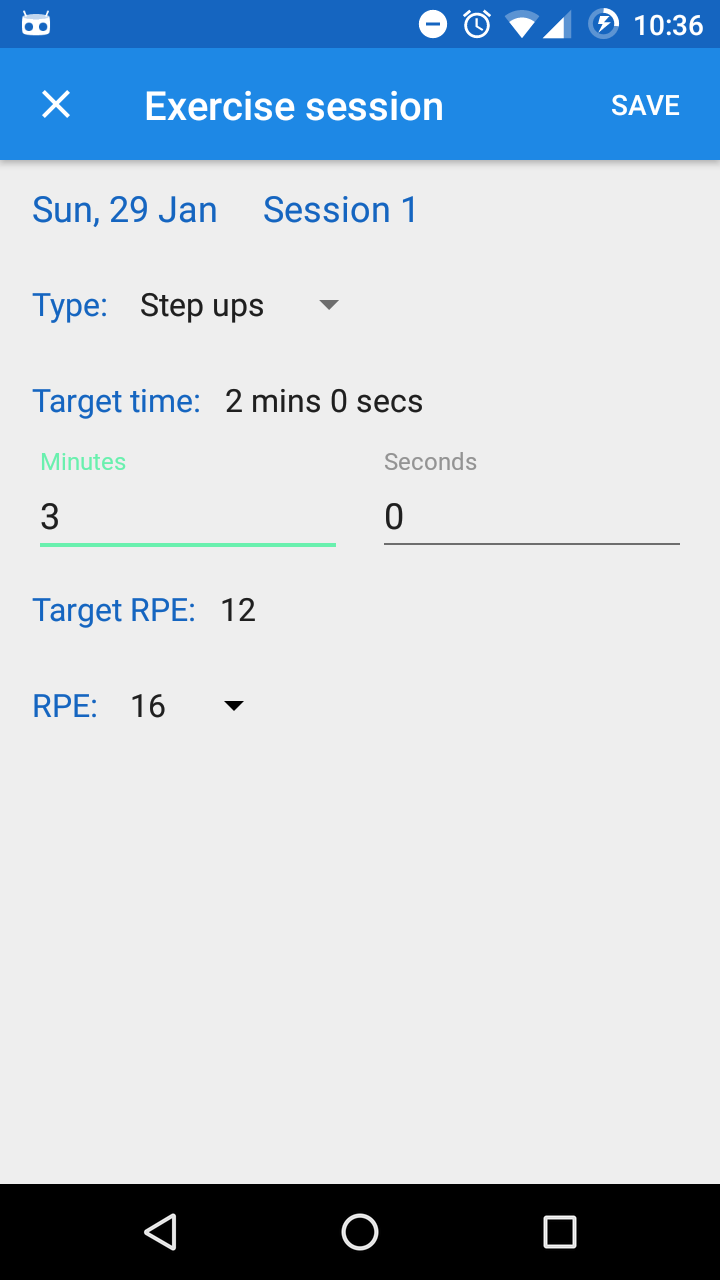 10:36
Exercise session SAVE
Sun, 29 Jan Session 1
Type: Step ups
Target time: 2 mins 0 secs
Minutes Seconds
3 0
Target RPE: 12
RPE: 16